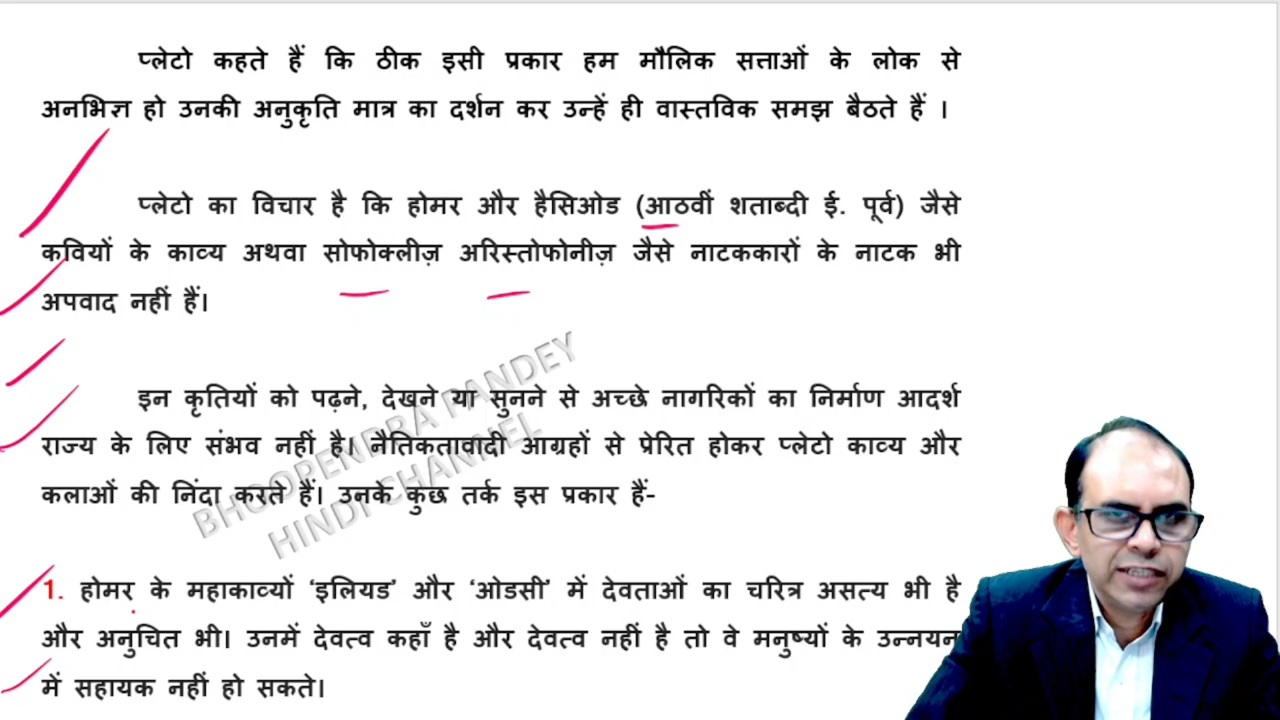 प्लेटो कहते हैं कि ठीक इसी प्रकार हम मौलिक सत्ताओं के लोक से
अनभिज्ञ हो उनकी अनुकृति मात्र का दर्शन कर उन्हें ही वास्तविक समझ बैठते हैं ।
प्लेटो का विचार है कि होमर और हैसिओड (आठवीं शताब्दी ई. पूर्व) जैसे
कवियों के काव्य अथवा सोफोक्लीज़ अरिस्तोफोनीज़ जैसे नाटककारों के नाटक भी
अपवाद नहीं हैं।
इन कृतियों को पढ़ने, देखने या सुनने से अच्छे नागरिकों का निर्माण आदर्श
राज्य के लिए संभव नहीं है। नैतिकतावादी आग्रहों से प्रेरित होकर प्लेटो काव्य और
कलाओं की निंदा करते हैं। उनके कुछ तर्क इस प्रकार हैं-
BHOOPENDRA PANDEY
HINDI CHANNEL
1. होमर के महाकाव्यों ‘इलियड’ और ‘ओडसी’ में देवताओं का चरित्र असत्य भी है
और अनुचित भी। उनमें देवत्व कहाँ है और देवत्व नहीं है तो वे मनुष्यों के उन्नयन
में सहायक नहीं हो सकते।